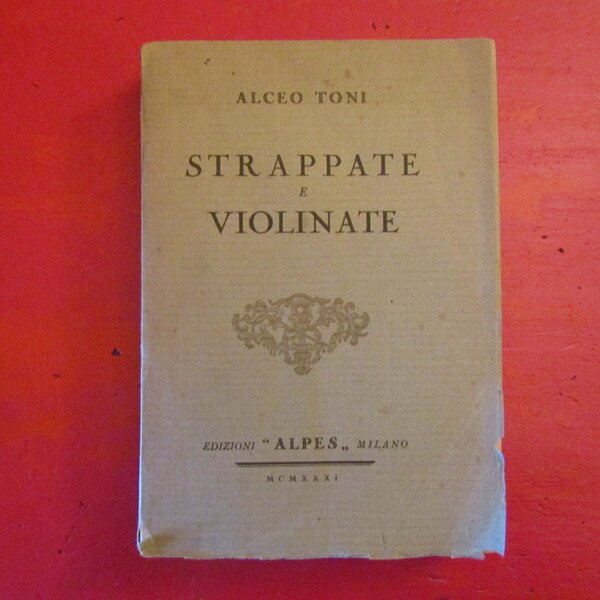 ALCEO TONI
STRAPPATE
E
VIOLINATE
EDIZIONI “ALPES„ MILANO
MCMXXXI